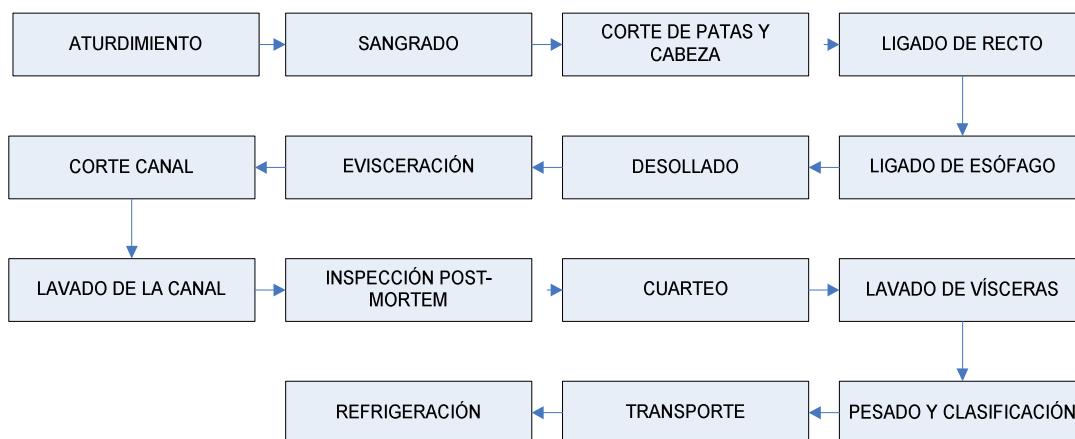 ATURDIMIENTO
SANGRADO
CORTE DE PATAS Y
CABEZA
LIGADO DE RECTO
LIGADO DE ESÓFAGO
DESOLLADO
EVISCERACIÓN
CORTE CANAL
LAVADO DE LA CANAL
INSPECCIÓN POST-
MORTEM
CUARTEO
LAVADO DE VÍSCERAS
PESADO Y CLASIFICACIÓN
TRANSPORTE
REFRIGERACIÓN